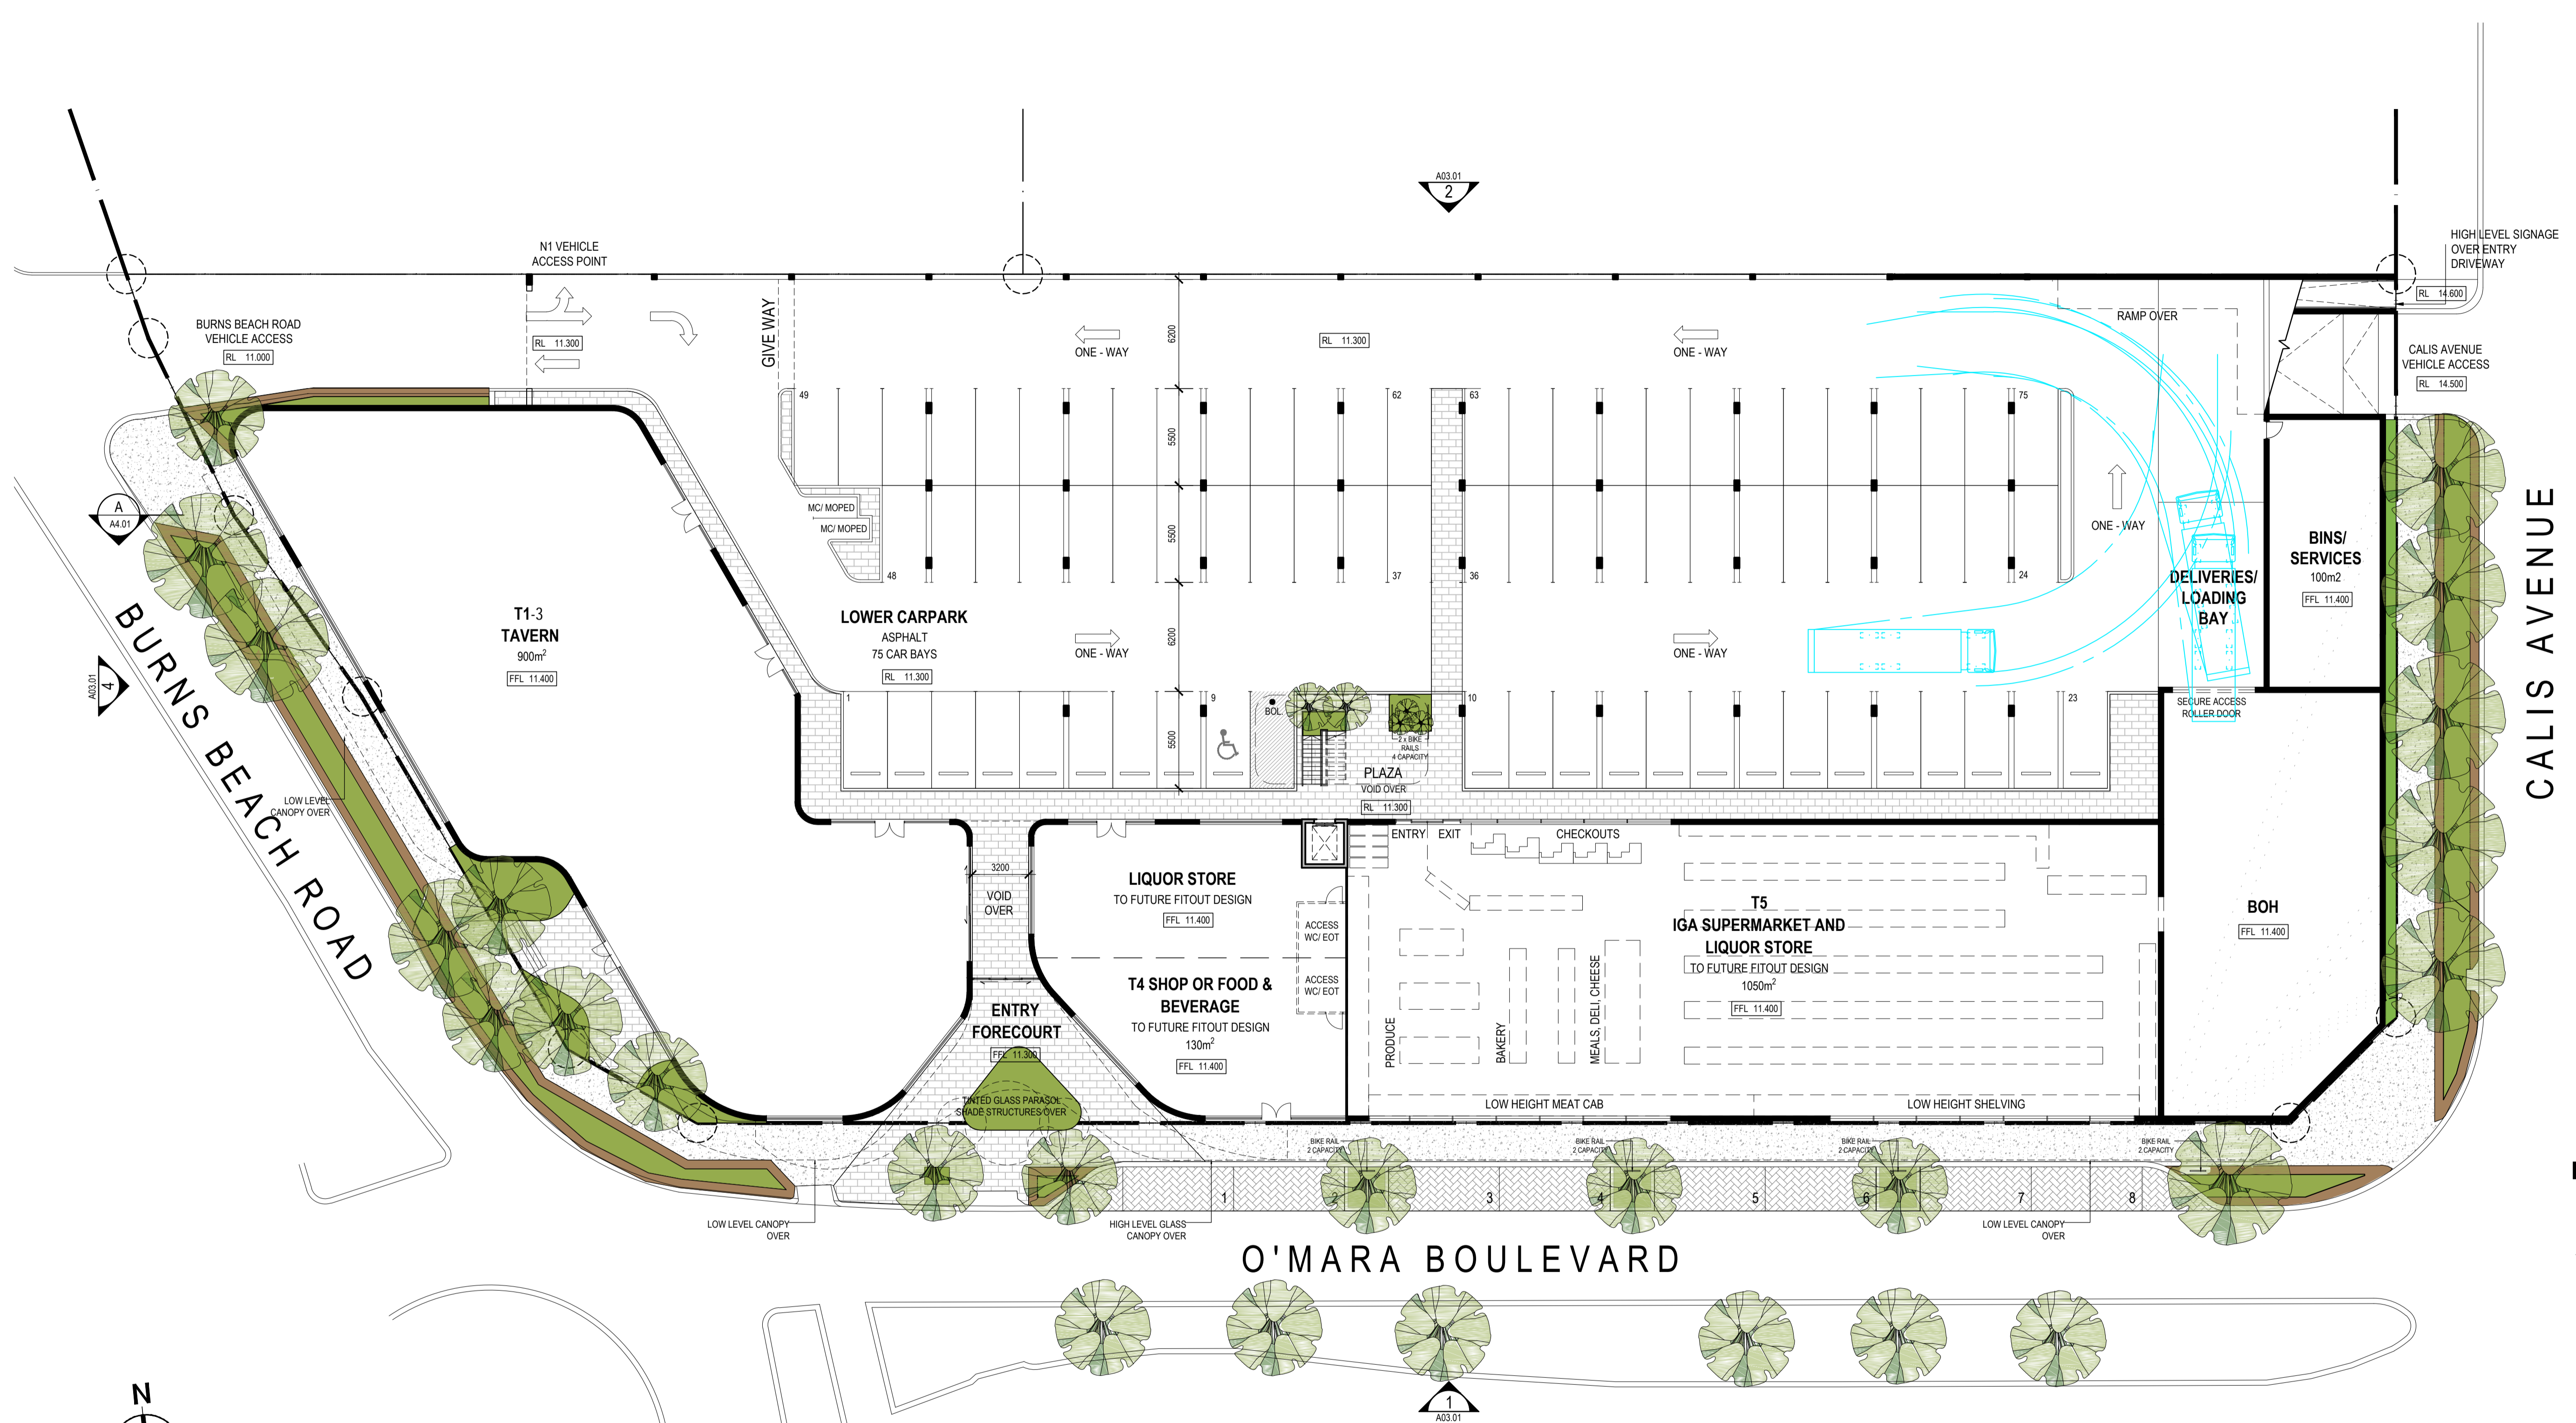 A03.01
2
N1 VEHICLE
ACCESS POINT
HIGH LEVEL SIGNAGE
OVER ENTRY
DRIVEWAY
RL 14.600
BURNS BEACH ROAD
VEHICLE ACCESS
RL 11.000
RL 11.300
GIVE WAY
ONE - WAY
6200
RL 11.300
ONE - WAY
RAMP OVER
CALIS AVENUE
VEHICLE ACCESS
RL 14.500
49
62
63
75
5500
A
A4.01
MC/ MOPED
MC/ MOPED
5500
ONE - WAY
48
37
36
24
BINS/
SERVICES
100m2
FFL 11.400
DELIVERIES/
LOADING
BAY
CALIS AVENUE
T1-3
TAVERN
900m²
FFL 11.400
LOWER CARPARK
ASPHALT
75 CAR BAYS
RL 11.300
ONE - WAY
6200
ONE - WAY
A03.01
4
BURNS BEACH ROAD
1
9
BOL.
10
23
5500
2 x BIKE
RAILS
4 CAPACITY
PLAZA
VOID OVER
RL 11.300
SECURE ACCESS
ROLLER DOOR
LOW LEVEL
CANOPY OVER
ENTRY
EXIT
CHECKOUTS
3200
VOID
OVER
LIQUOR STORE
TO FUTURE FITOUT DESIGN
FFL 11.400
ACCESS
WC/ EOT
ACCESS
WC/ EOT
T5
IGA SUPERMARKET AND
LIQUOR STORE
TO FUTURE FITOUT DESIGN
1050m²
FFL 11.400
BOH
FFL 11.400
T4 SHOP OR FOOD &
BEVERAGE
TO FUTURE FITOUT DESIGN
130m²
FFL 11.400
ENTRY
FORECOURT
FFL 11.300
PRODUCE
BAKERY
MEALS, DELI, CHEESE
TINTED GLASS PARASOL
SHADE STRUCTURES OVER
LOW HEIGHT MEAT CAB
LOW HEIGHT SHELVING
BIKE RAIL
2 CAPACITY
BIKE RAIL
2 CAPACITY
BIKE RAIL
2 CAPACITY
BIKE RAIL
2 CAPACITY
1
2
3
4
5
6
7
8
LOW LEVEL CANOPY
OVER
HIGH LEVEL GLASS
CANOPY OVER
LOW LEVEL CANOPY
OVER
O'MARA BOULEVARD
N
1
A03.01